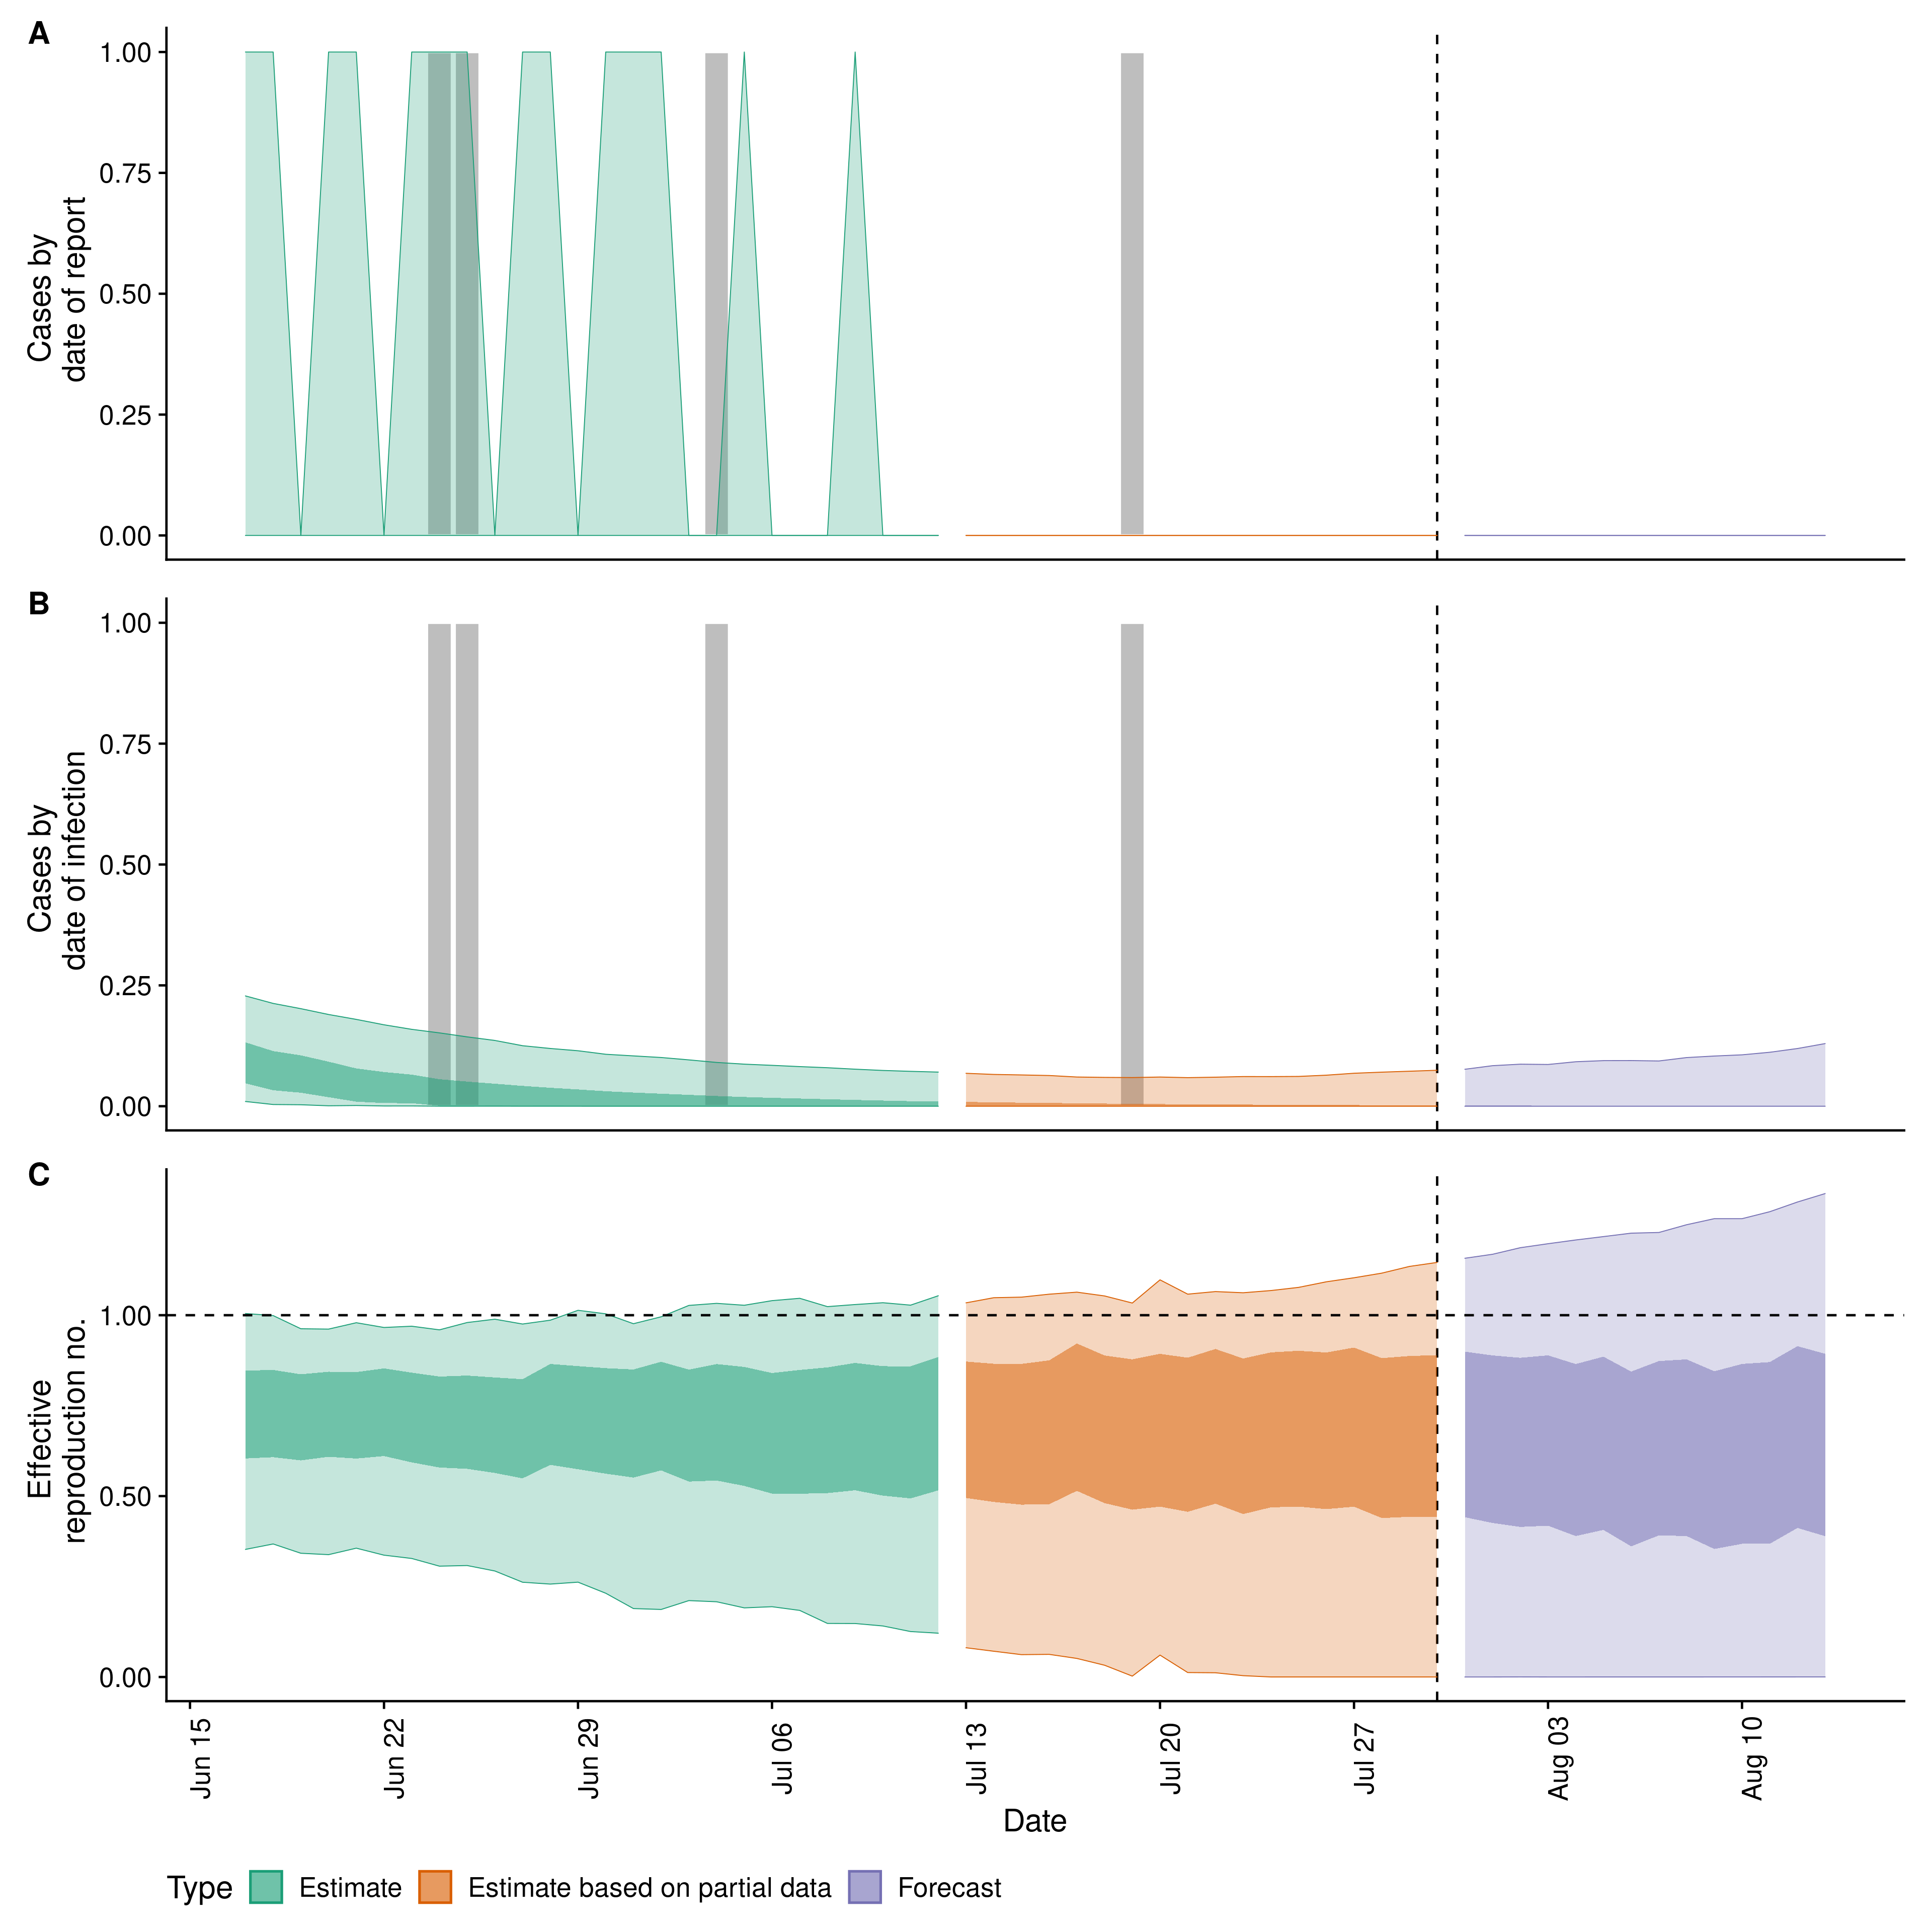 A
1.00
0.75
0.50
0.25
0.00
Cases by
date of report
B
1.00
0.75
0.50
0.25
0.00
Cases by
date of infection
C
1.00
0.50
0.00
Effective
reproduction no.
Jun 15
Jun 22
Jun 29
Jul 06
Jul 13
Jul 20
Jul 27
Aug 03
Aug 10
Date
Type Estimate Estimate based on partial data Forecast